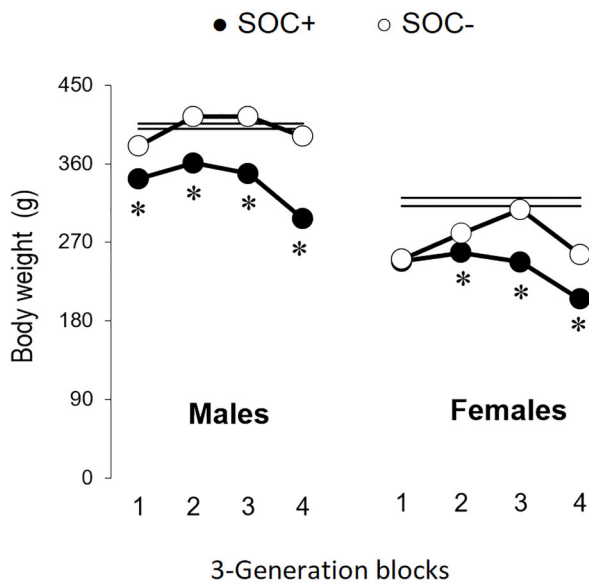 SOC+ SOC-
450
360
270
180
90
0
Body weight (g)
* * * *
* * *
Males Females
1 2 3 4 1 2 3 4
3-Generation blocks